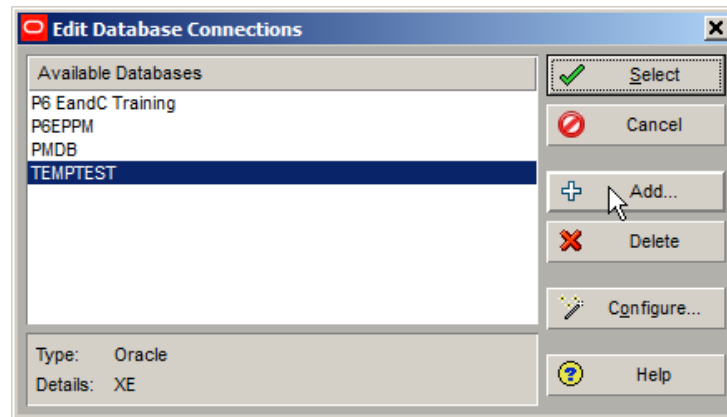 Edit Database Connections
Available Databases
P6 EandC Training
P6EPPM
PMDB
TEMPTEST
Type: Oracle
Details: XE
Select
Cancel
Add...
Delete
Configure...
Help